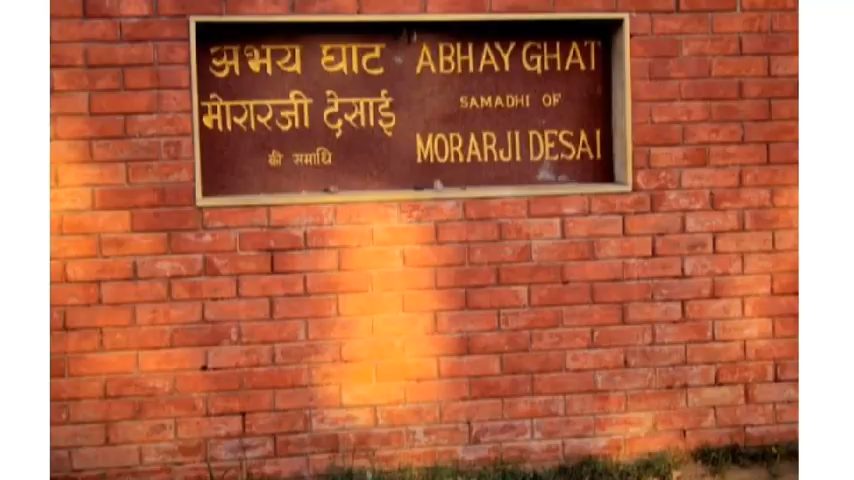 अभय घाट
मोरारजी देसाई
की समाधि
ABHAY GHAT
SAMADHI OF
MORARJI DESAI